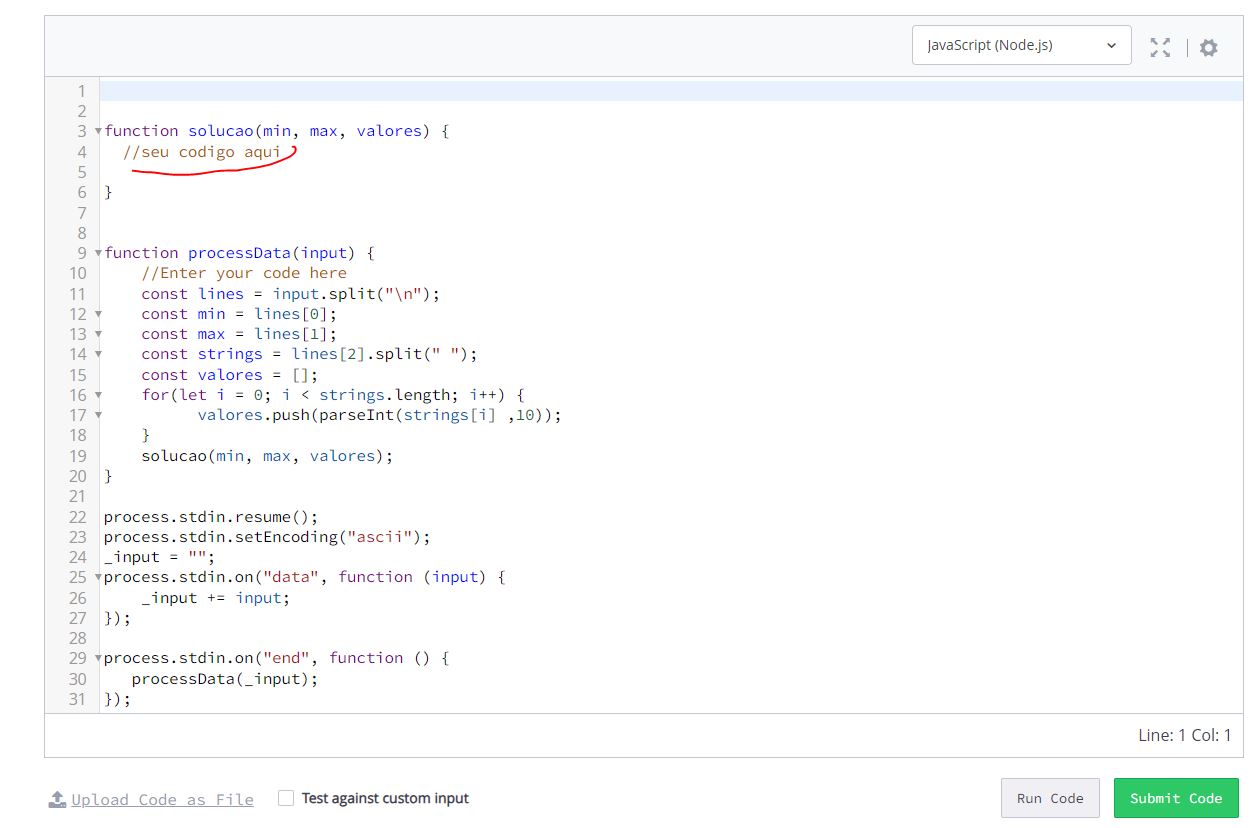 JavaScript (Node.js)
1
2
3 function solucao(min, max, valores) {
4 //seu codigo aqui
5
6 }
7
8
9 function processData(input) {
10 //Enter your code here
11 const lines = input.split("\n");
12 const min = lines[0];
13 const max = lines[1];
14 const strings = lines[2].split(" ");
15 const valores = [];
16 for(let i = 0; i < strings.length; i++) {
17 valores.push(parseInt(strings[i] ,10));
18 }
19 solucao(min, max, valores);
20 }
21
22 process.stdin.resume();
23 process.stdin.setEncoding("ascii");
24 _input = "";
25 process.stdin.on("data", function (input) {
26 _input += input;
27 });
28
29 process.stdin.on("end", function () {
30 processData(_input);
31 });
Line: 1 Col: 1
Upload Code as File Test against custom input Run Code Submit Code